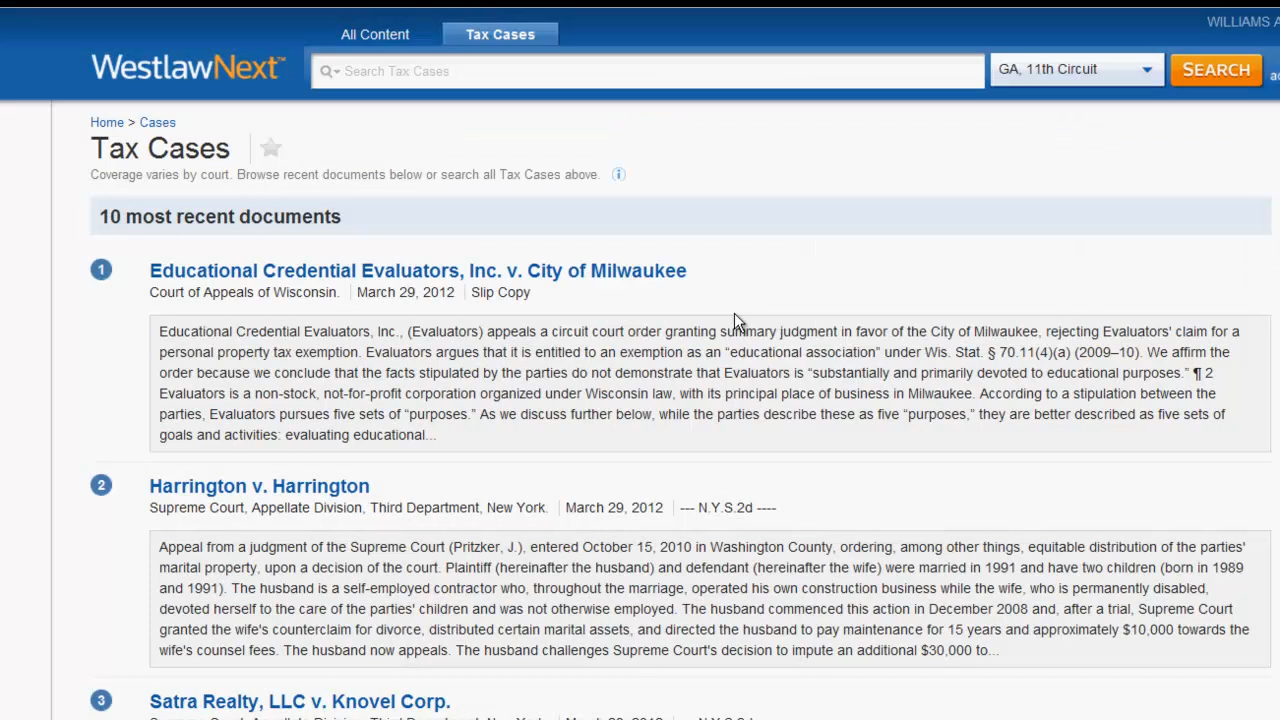 WILLIAMS A
All Content
Tax Cases
WestlawNext™
Search Tax Cases
GA, 11th Circuit
SEARCH
Home > Cases
Tax Cases
Coverage varies by court. Browse recent documents below or search all Tax Cases above.
10 most recent documents
1
Educational Credential Evaluators, Inc. v. City of Milwaukee
Court of Appeals of Wisconsin. March 29, 2012 Slip Copy
Educational Credential Evaluators, Inc., (Evaluators) appeals a circuit court order granting summary judgment in favor of the City of Milwaukee, rejecting Evaluators' claim for a
personal property tax exemption. Evaluators argues that it is entitled to an exemption as an “educational association” under Wis. Stat. § 70.11(4)(a) (2009–10). We affirm the
order because we conclude that the facts stipulated by the parties do not demonstrate that Evaluators is “substantially and primarily devoted to educational purposes.” ¶ 2
Evaluators is a non-stock, not-for-profit corporation organized under Wisconsin law, with its principal place of business in Milwaukee. According to a stipulation between the
parties, Evaluators pursues five sets of “purposes.” As we discuss further below, while the parties describe these as five “purposes,” they are better described as five sets of
goals and activities: evaluating educational...
2
Harrington v. Harrington
Supreme Court, Appellate Division, Third Department, New York. March 29, 2012 --- N.Y.S.2d ----
Appeal from a judgment of the Supreme Court (Pritzker, J.), entered October 15, 2010 in Washington County, ordering, among other things, equitable distribution of the parties'
marital property, upon a decision of the court. Plaintiff (hereinafter the husband) and defendant (hereinafter the wife) were married in 1991 and have two children (born in 1989
and 1991). The husband is a self-employed contractor who, throughout the marriage, operated his own construction business while the wife, who is permanently disabled,
devoted herself to the care of the parties' children and was not otherwise employed. The husband commenced this action in December 2008 and, after a trial, Supreme Court
granted the wife's counterclaim for divorce, distributed certain marital assets, and directed the husband to pay maintenance for 15 years and approximately $10,000 towards the
wife's counsel fees. The husband now appeals. The husband challenges Supreme Court's decision to impute an additional $30,000 to...
3
Satra Realty, LLC v. Knovel Corp.